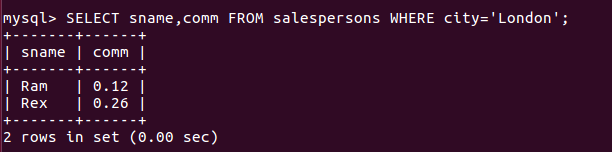 mysql> SELECT sname,comm FROM salespersons WHERE city='London';
+-------+------+
| sname | comm |
+-------+------+
| Ram   | 0.12 |
| Rex   | 0.26 |
+-------+------+
2 rows in set (0.00 sec)